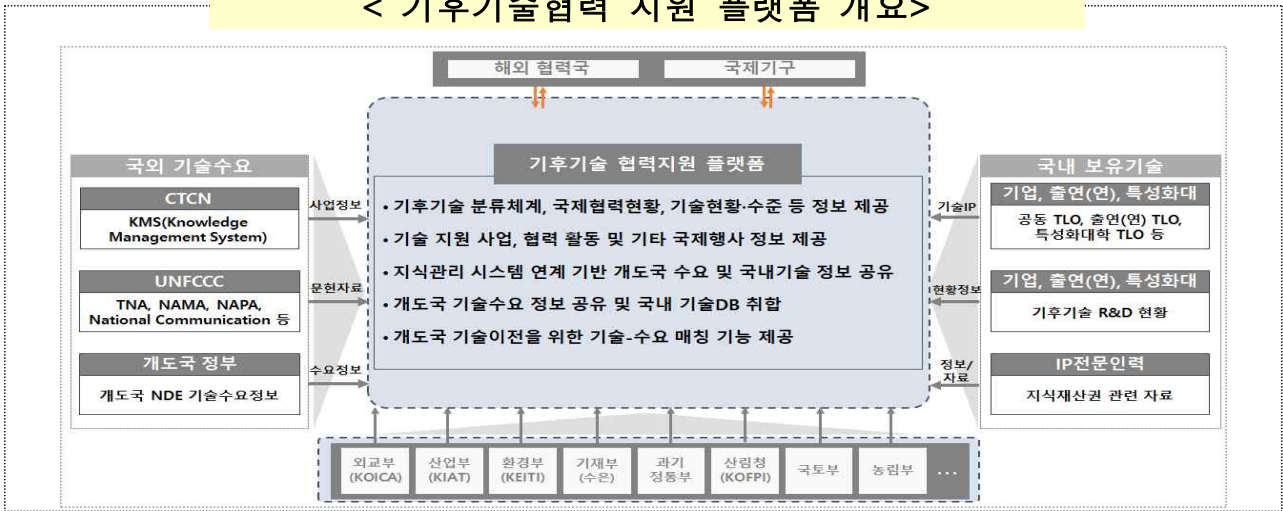 < 기후기술협력 지원 플랫폼 개요>
해외 협력국
국제기구
국외 기술수요
CTCN
KMS(Knowledge
Management System)
UNFCCC
TNA, NAMA, NAPA,
National Communication 등
개도국 정부
개도국 NDE 기술수요정보
사업정보
문헌자료
수요정보
기후기술 협력지원 플랫폼
• 기후기술 분류체계, 국제협력현황, 기술현황·수준 등 정보 제공
• 기술 지원 사업, 협력 활동 및 기타 국제행사 정보 제공
• 지식관리 시스템 연계 기반 개도국 수요 및 국내기술 정보 공유
• 개도국 기술수요 정보 공유 및 국내 기술DB 취합
• 개도국 기술이전을 위한 기술-수요 매칭 기능 제공
기술IP
현황정보
정보/
자료
국내 보유기술
기업, 출연(연), 특성화대
공동 TLO, 출연(연) TLO,
특성화대학 TLO 등
기업, 출연(연), 특성화대
기후기술 R&D 현황
IP전문인력
지식재산권 관련 자료
외교부
(KOICA)
산업부
(KIAT)
환경부
(KEITI)
기재부
(수은)
과기
정통부
산림청
(KOFPI)
국토부
농림부
...